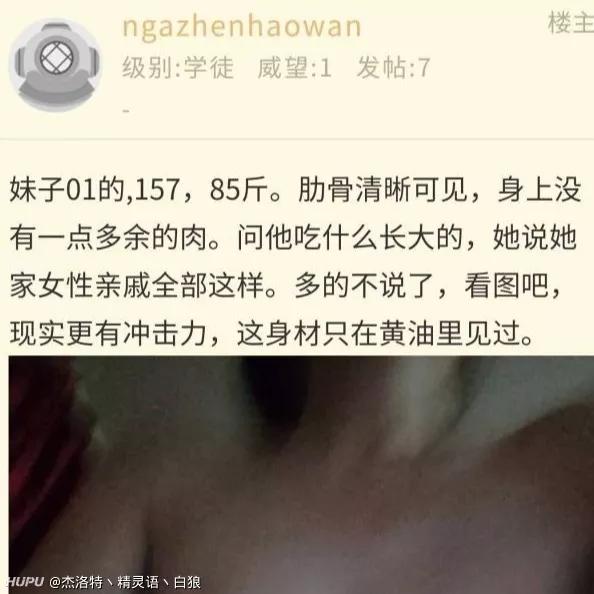 ngazhenhaowan
楼主
级别:学徒 威望:1 发帖:7
-
妹子01的,157，85斤。肋骨清晰可见，身上没
有一点多余的肉。问他吃什么长大的，她说她
家女性亲戚全部这样。多的不说了，看图吧，
现实更有冲击力，这身材只在黄油里见过。
HUPU @杰洛特丶精灵语丶白狼